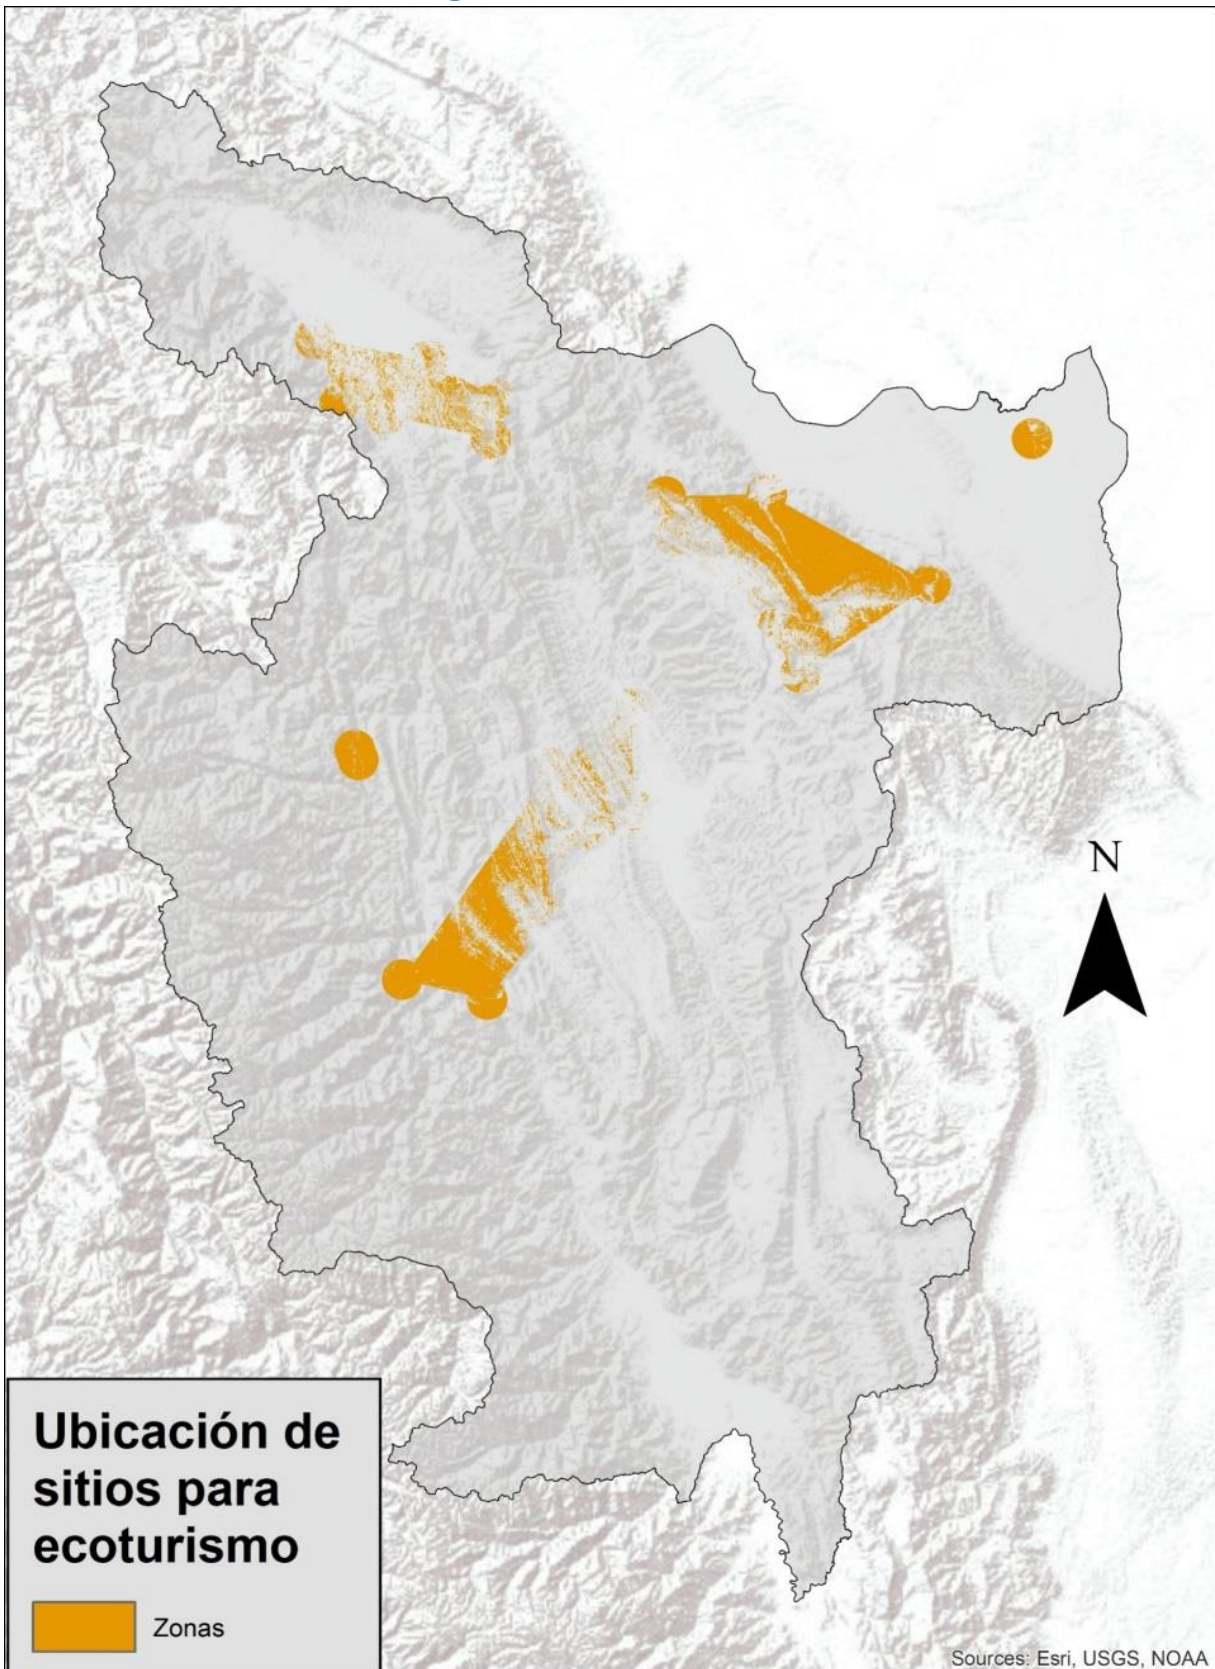 N
Ubicación de
sitios para
ecoturismo
Zonas
Sources: Esri, USGS, NOAA